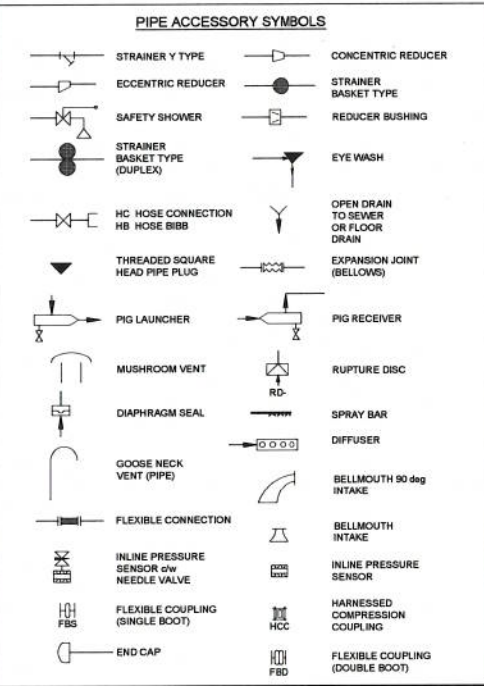 PIPE ACCESSORY SYMBOLS
STRAINER Y TYPE
CONCENTRIC REDUCER
ECCENTRIC REDUCER
STRAINER
BASKET TYPE
SAFETY SHOWER
REDUCER BUSHING
STRAINER
BASKET TYPE
(DUPLEX)
EYE WASH
HC HOSE CONNECTION
HB HOSE BIBB
OPEN DRAIN
TO SEWER
OR FLOOR
DRAIN
THREADED SQUARE
HEAD PIPE PLUG
EXPANSION JOINT
(BELLOWS)
PIG LAUNCHER
PIG RECEIVER
MUSHROOM VENT
RUPTURE DISC
RD-
DIAPHRAGM SEAL
SPRAY BAR
DIFFUSER
GOOSE NECK
VENT (PIPE)
BELLMOUTH 90 deg
INTAKE
FLEXIBLE CONNECTION
BELLMOUTH
INTAKE
INLINE PRESSURE
SENSOR c/w
NEEDLE VALVE
INLINE PRESSURE
SENSOR
FBS
FLEXIBLE COUPLING
(SINGLE BOOT)
HCC
HARNESSED
COMPRESSION
COUPLING
END CAP
FBD
FLEXIBLE COUPLING
(DOUBLE BOOT)